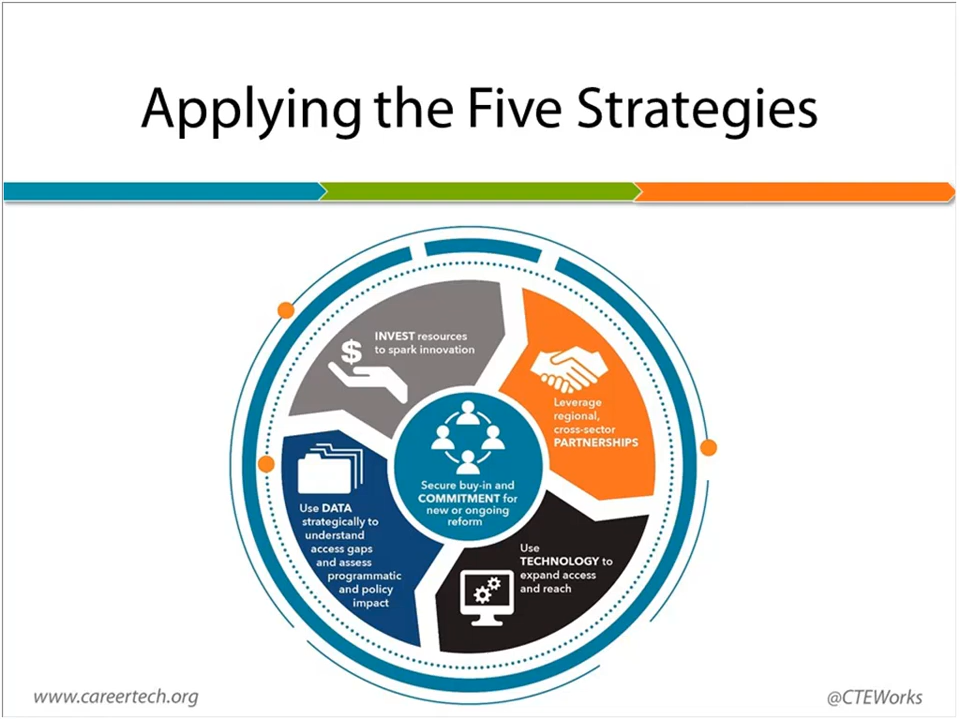 Applying the Five Strategies
INVEST resources
to spark innovation
$
Leverage
regional,
cross-sector
PARTNERSHIPS
Secure buy-in and
COMMITMENT for
new or ongoing
reform
Use DATA
strategically to
understand
access gaps
and assess
programmatic
and policy
impact
Use
TECHNOLOGY to
expand access
and reach
www.careertech.org
@CTEWorks